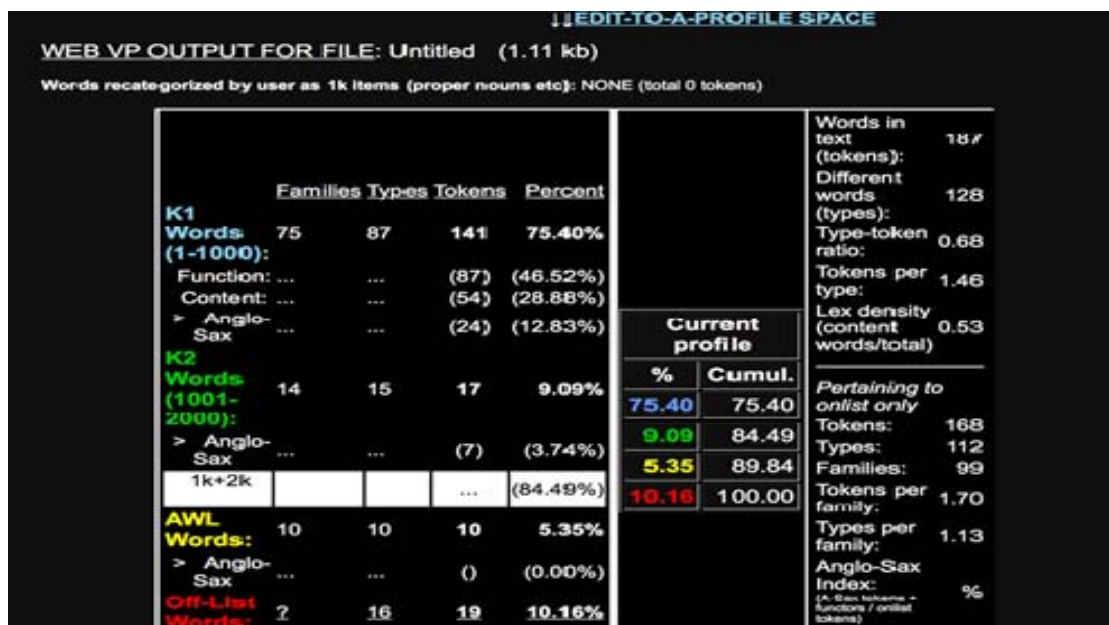 ↓↓EDIT-TO-A-PROFILE SPACE
WEB VP OUTPUT FOR FILE: Untitled (1.11 kb)
Words recategorized by user as 1k items (proper nouns etc): NONE (total 0 tokens)
Families Types Tokens Percent
K1
Words
(1-1000): 75 87 141 75.40%
Function: ... ... (87) (46.52%)
Content: ... ... (54) (28.88%)
> Anglo-
Sax ... ... (24) (12.83%)
K2
Words
(1001-
2000): 14 15 17 9.09%
> Anglo-
Sax ... ... (7) (3.74%)
1k+2k ... (84.49%)
AWL
Words: 10 10 10 5.35%
> Anglo-
Sax ... ... () (0.00%)
Off-List
Words: ? 16 19 10.16%
Current
profile
% Cumul.
75.40 75.40
9.09 84.49
5.35 89.84
10.16 100.00
Words in
text
(tokens): 187
Different
words
(types): 128
Type-token
ratio: 0.68
Tokens per
type: 1.46
Lex density
(content
words/total) 0.53
Pertaining to
onlist only
Tokens: 168
Types: 112
Families: 99
Tokens per
family: 1.70
Types per
family: 1.13
Anglo-Sax
Index: %
(A-Sax tokens +
functors / onlist
tokens)